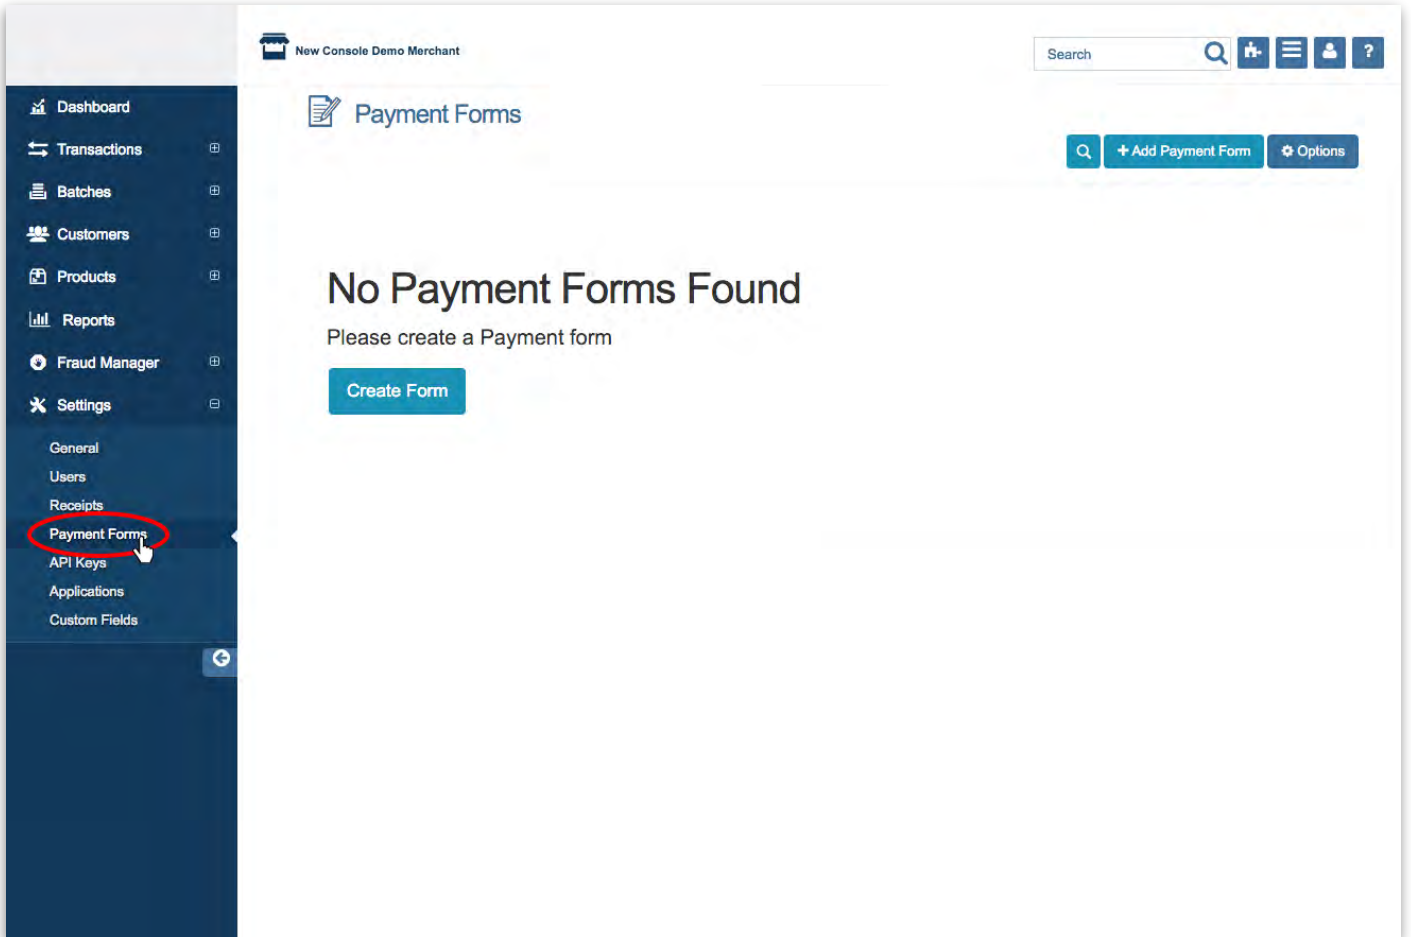 New Console Demo Merchant
Search
?
Dashboard
Transactions
Batches
Customers
Products
Reports
Fraud Manager
Settings
General
Users
Receipts
Payment Forms
API Keys
Applications
Custom Fields
Payment Forms
+ Add Payment Form
Options
No Payment Forms Found
Please create a Payment form
Create Form